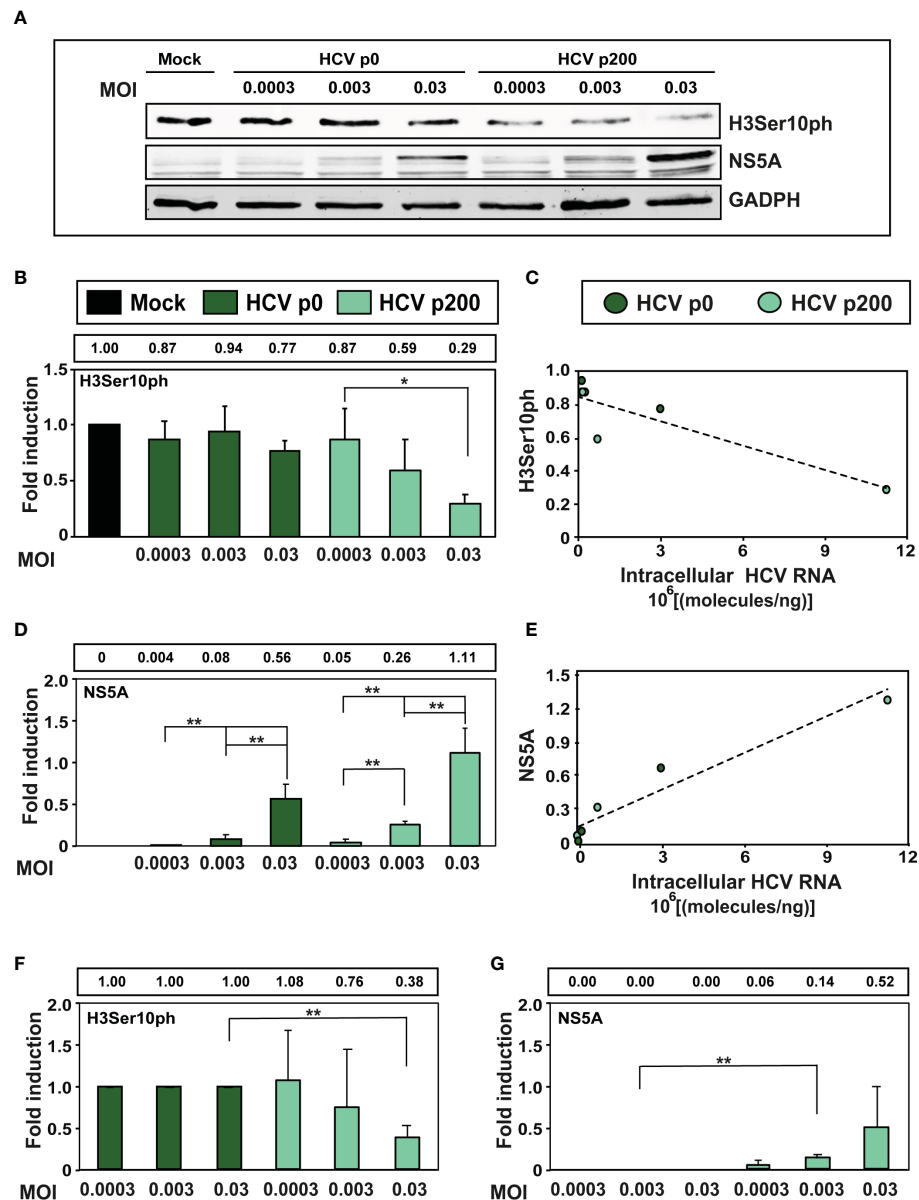 A
Mock HCV p0 HCV p200
MOI 0.0003 0.003 0.03 0.0003 0.003 0.03
H3Ser10ph
NS5A
GADPH
B
Mock HCV p0 HCV p200
1.00 0.87 0.94 0.77 0.87 0.59 0.29
H3Ser10ph
Fold induction
1.5
1.0
0.5
0
*
MOI 0.0003 0.003 0.03 0.0003 0.003 0.03
C
HCV p0 HCV p200
H3Ser10ph
1.0
0.8
0.6
0.4
0.2
0
0 3 6 9 12
Intracellular HCV RNA
10^6[(molecules/ng)]
D
0 0.004 0.08 0.56 0.05 0.26 1.11
NS5A
Fold induction
2.0
1.5
1.0
0.5
0
** ** ** ** **
MOI 0.0003 0.003 0.03 0.0003 0.003 0.03
E
NS5A
1.5
1.2
0.9
0.6
0.3
0
0 3 6 9 12
Intracellular HCV RNA
10^6[(molecules/ng)]
F
1.00 1.00 1.00 1.08 0.76 0.38
H3Ser10ph
Fold induction
2.0
1.5
1.0
0.5
0
**
MOI 0.0003 0.003 0.03 0.0003 0.003 0.03
G
0.00 0.00 0.00 0.06 0.14 0.52
NS5A
Fold induction
2.0
1.5
1.0
0.5
0
**
MOI 0.0003 0.003 0.03 0.0003 0.003 0.03